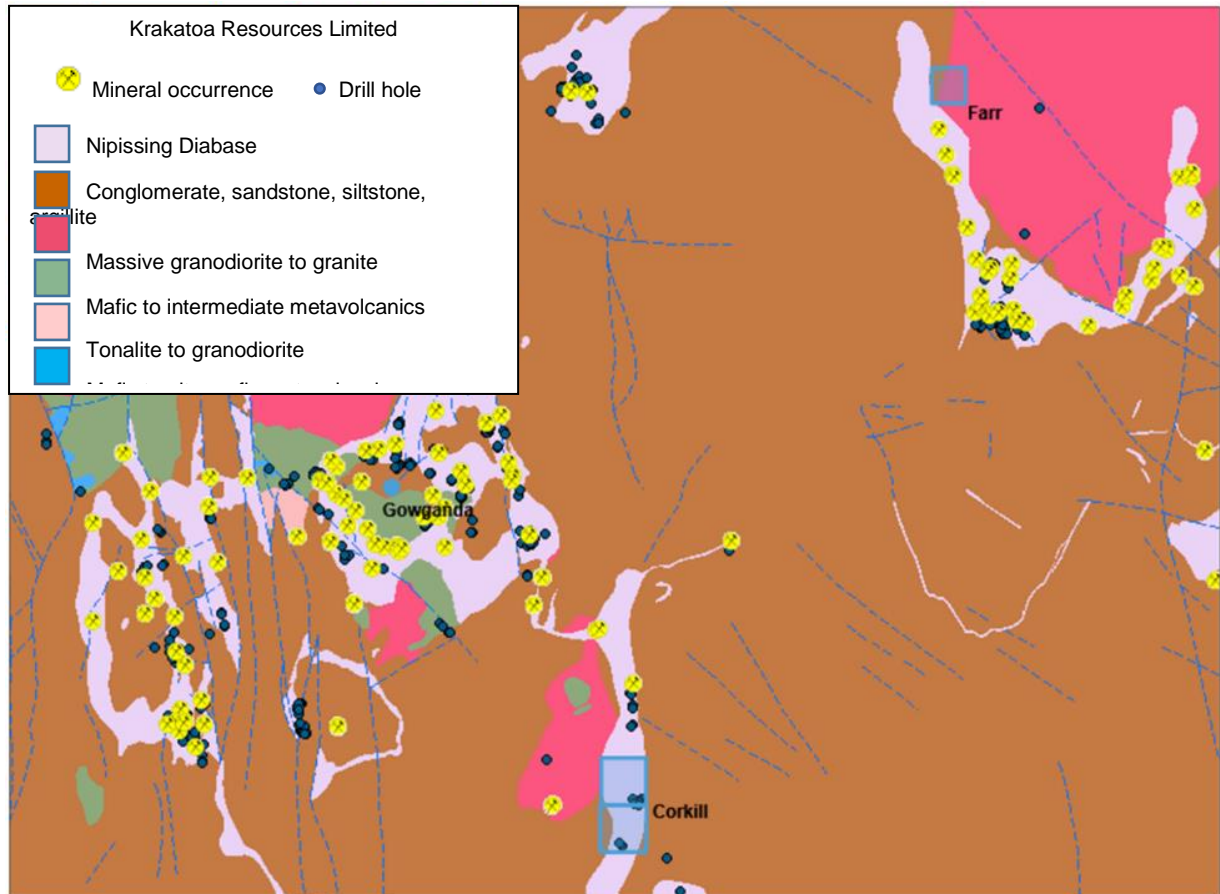 Krakatoa Resources Limited
Mineral occurrence
Drill hole
Nipissing Diabase
Conglomerate, sandstone, siltstone,
argillite
Massive granodiorite to granite
Mafic to intermediate metavolcanics
Tonalite to granodiorite
Farr
Gowganda
Corkill